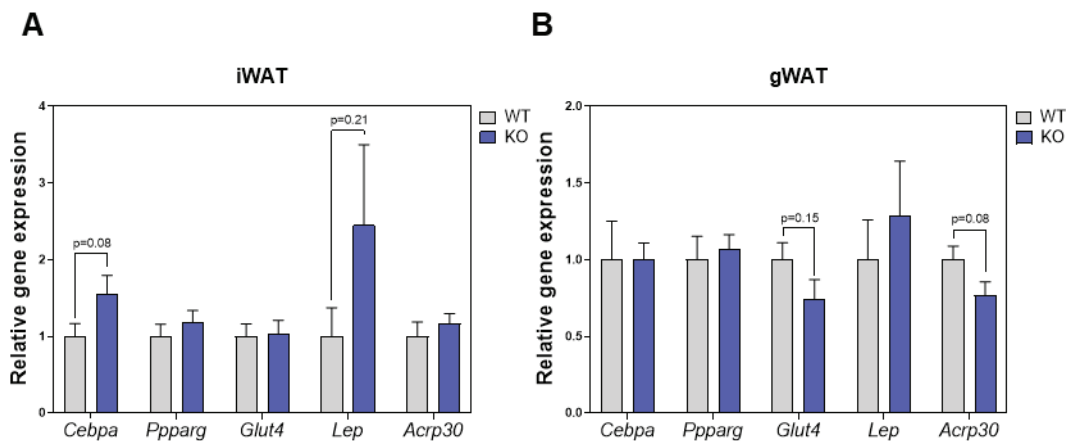 A
iWAT
Relative gene expression
4
3
2
1
0
p=0.08
p=0.21
WT
KO
Cebpa Ppparg Glut4 Lep Acrp30
B
gWAT
Relative gene expression
2.0
1.5
1.0
0.5
0.0
p=0.15
p=0.08
WT
KO
Cebpa Ppparg Glut4 Lep Acrp30